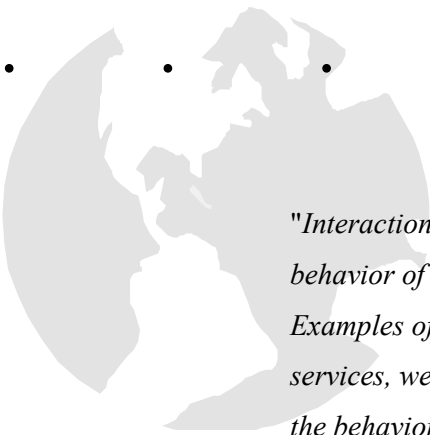 • • •
"Interaction
behavior of
Examples of
services, we
the behavior